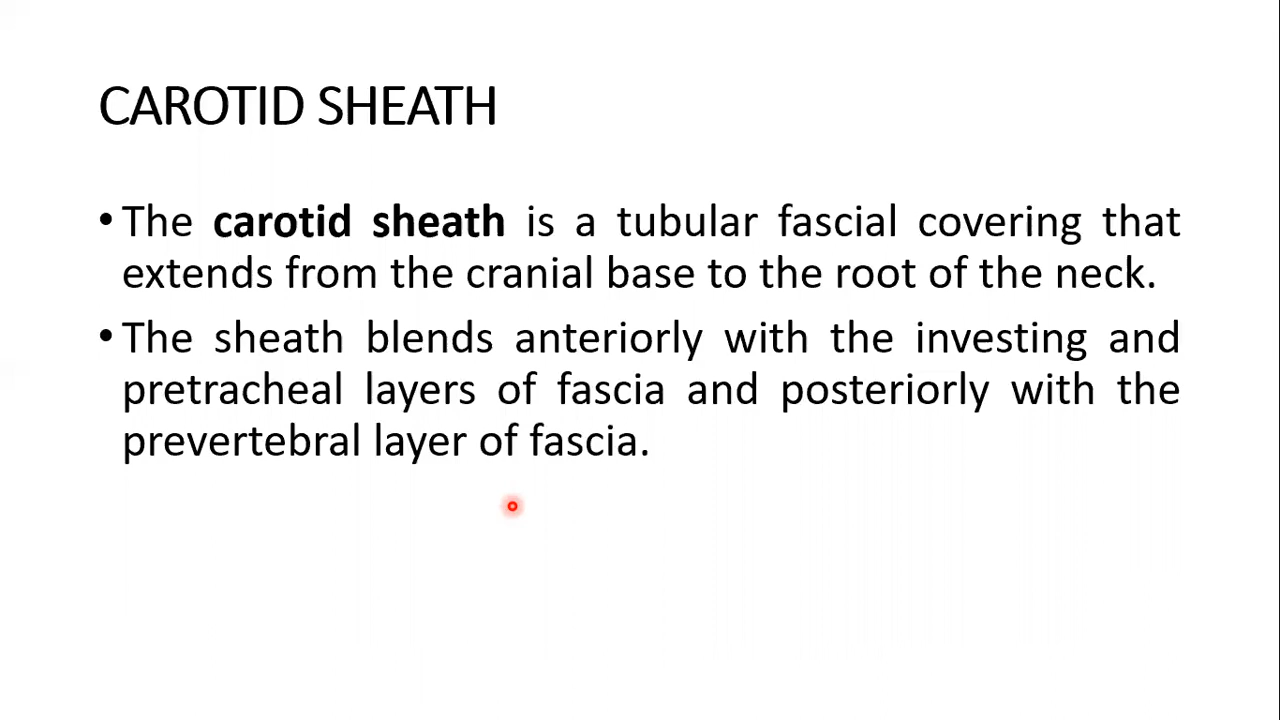 CAROTID SHEATH
• The carotid sheath is a tubular fascial covering that
extends from the cranial base to the root of the neck.
• The sheath blends anteriorly with the investing and
pretracheal layers of fascia and posteriorly with the
prevertebral layer of fascia.